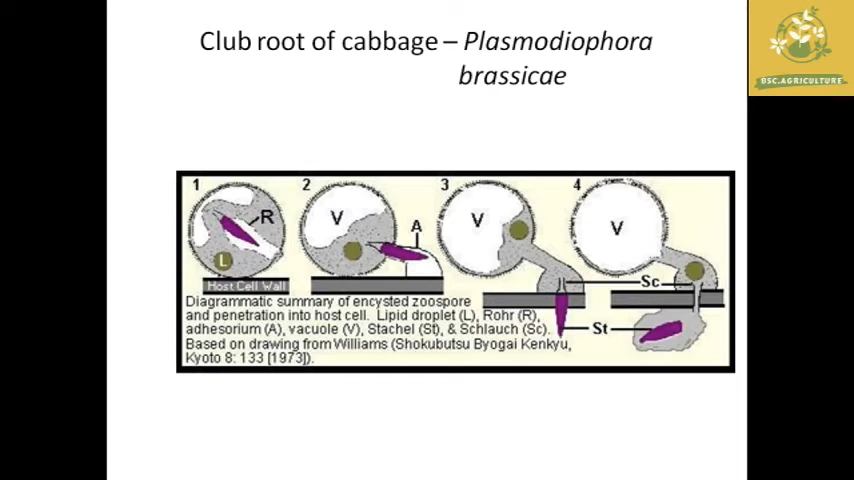 Club root of cabbage – Plasmodiophora
brassicae
BSC.AGRICULTURE
1
2
3
4
R
L
V
A
V
V
Host Cell Wall
Sc
St
Diagrammatic summary of encysted zoospore
and penetration into host cell. Lipid droplet (L), Rohr (R),
adhesorium (A), vacuole (V), Stachel (St), & Schlauch (Sc).
Based on drawing from Williams (Shokubutsu Byogai Kenkyu,
Kyoto 8: 133 [1973]).